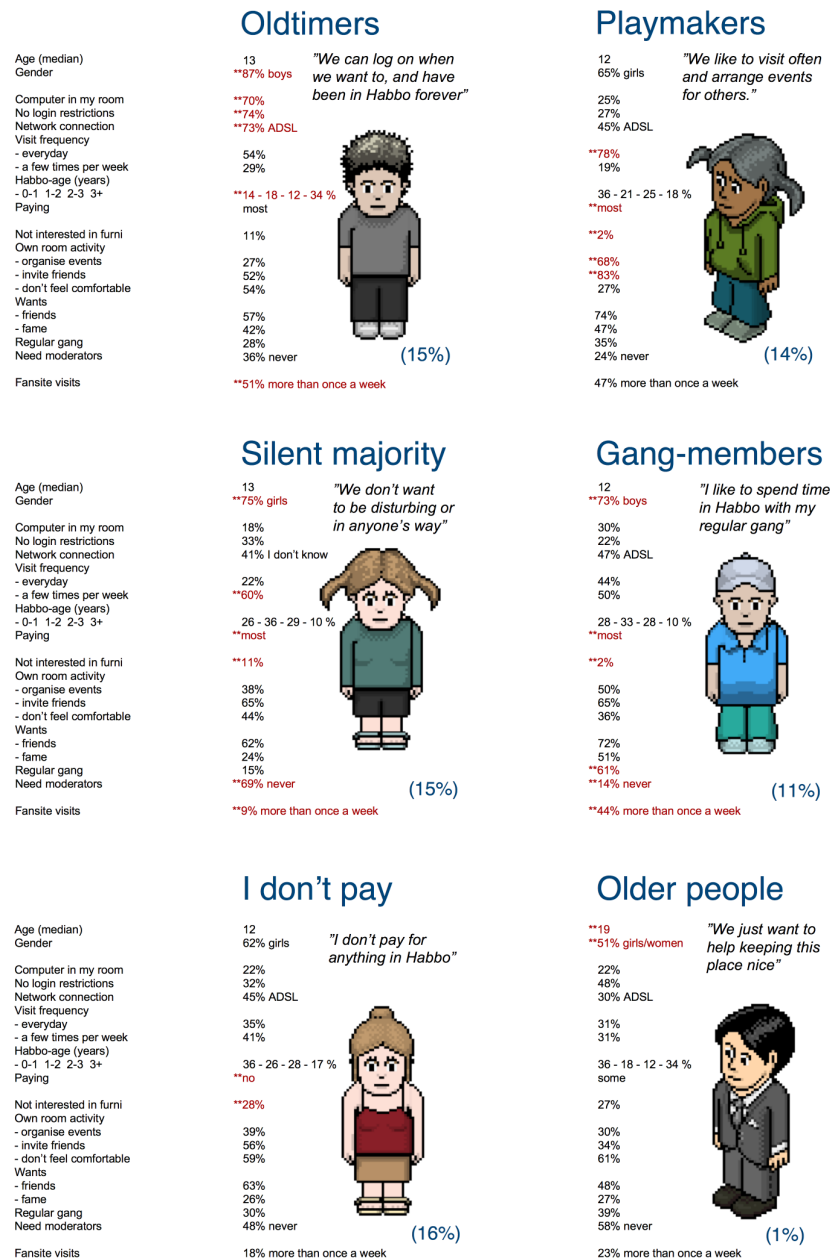 Oldtimers
Age (median) 13
"We can log on when
Gender **87% boys
we want to, and have
been in Habbo forever”
Computer in my room **70%
No login restrictions **74%
Network connection **73% ADSL
Visit frequency
- everyday 54%
- a few times per week 29%
Habbo-age (years)
- 0-1 1-2 2-3 3+ **14 - 18 - 12 - 34 %
Paying most
Not interested in furni 11%
Own room activity
- organise events 27%
- invite friends 52%
- don’t feel comfortable 54%
Wants
- friends 57%
- fame 42%
Regular gang 28%
Need moderators 36% never
(15%)
Fansite visits **51% more than once a week
Playmakers
12
”We like to visit often
65% girls
and arrange events
for others.”
25%
27%
45% ADSL
**78%
19%
36 - 21 - 25 - 18 %
**most
**2%
**68%
**83%
27%
74%
47%
35%
24% never
(14%)
47% more than once a week
Silent majority
Age (median) 13
”We don’t want
Gender **75% girls
to be disturbing or
in anyone’s way”
Computer in my room 18%
No login restrictions 33%
Network connection 41% I don’t know
Visit frequency
- everyday 22%
- a few times per week **60%
Habbo-age (years)
- 0-1 1-2 2-3 3+ 26 - 36 - 29 - 10 %
Paying **most
Not interested in furni **11%
Own room activity
- organise events 38%
- invite friends 65%
- don’t feel comfortable 44%
Wants
- friends 62%
- fame 24%
Regular gang 15%
Need moderators **69% never
(15%)
Fansite visits **9% more than once a week
Gang-members
12
”I like to spend time
**73% boys
in Habbo with my
regular gang”
30%
22%
47% ADSL
44%
50%
28 - 33 - 28 - 10 %
**most
**2%
50%
65%
36%
72%
51%
**61%
**14% never
(11%)
**44% more than once a week
I don’t pay
Age (median) 12
Gender 62% girls
”I don’t pay for
anything in Habbo”
Computer in my room 22%
No login restrictions 32%
Network connection 45% ADSL
Visit frequency
- everyday 35%
- a few times per week 41%
Habbo-age (years)
- 0-1 1-2 2-3 3+ 36 - 26 - 28 - 17 %
Paying **no
Not interested in furni **28%
Own room activity
- organise events 39%
- invite friends 56%
- don’t feel comfortable 59%
Wants
- friends 63%
- fame 26%
Regular gang 30%
Need moderators 48% never
(16%)
Fansite visits 18% more than once a week
Older people
**19
”We just want to
**51% girls/women
help keeping this
place nice”
22%
48%
30% ADSL
31%
31%
36 - 18 - 12 - 34 %
some
27%
30%
34%
61%
48%
27%
39%
58% never
(1%)
23% more than once a week